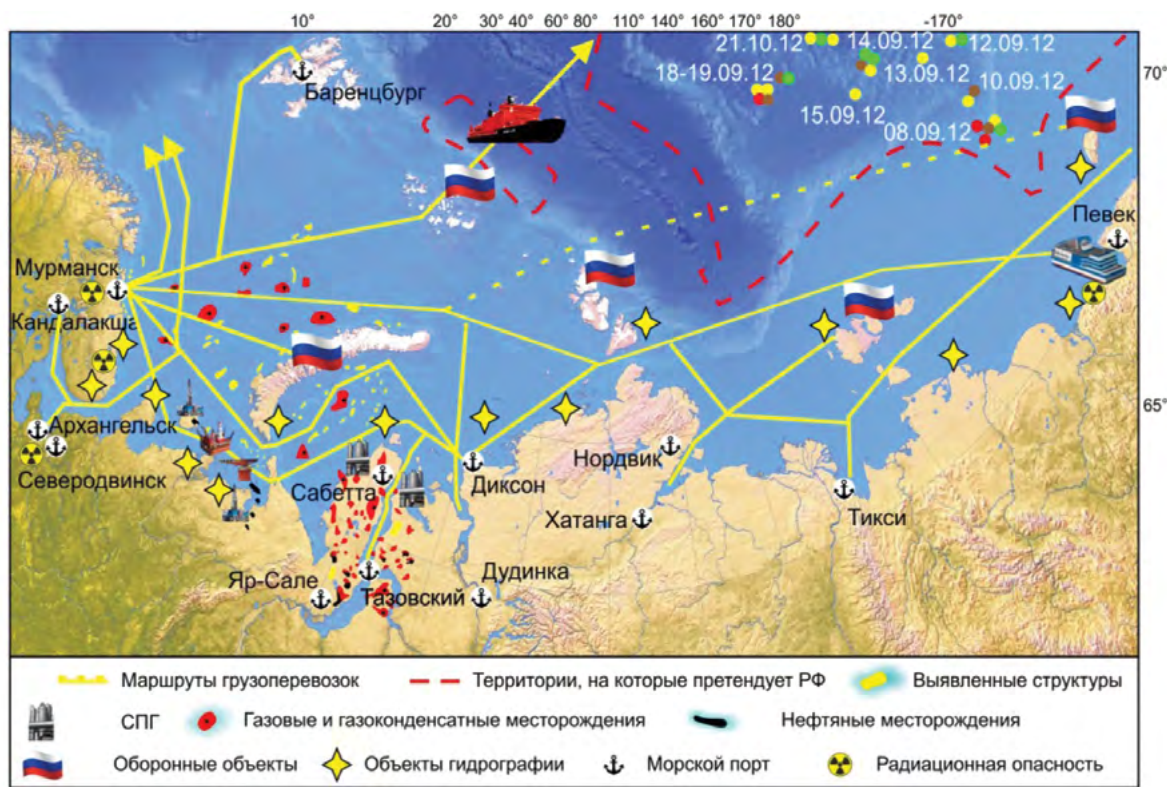 10° 20° 30° 40° 60° 80° 110° 140° 160° 170° 180° -170°
21.10.12 14.09.12 12.09.12
18-19.09.12 13.09.12 10.09.12
70°
Баренцбург
15.09.12
08.09.12
Певек
Мурманск
Кандалакша
65°
Архангельск
Нордвик
Северодвинск
Сабетта
Диксон
Тикси
Хатанга
Яр-Сале
Тазовский
Дудинка
Маршруты грузоперевозок
Территории, на которые претендует РФ
Выявленные структуры
СПГ
Газовые и газоконденсатные месторождения
Нефтяные месторождения
Оборонные объекты
Объекты гидрографии
Морской порт
Радиационная опасность